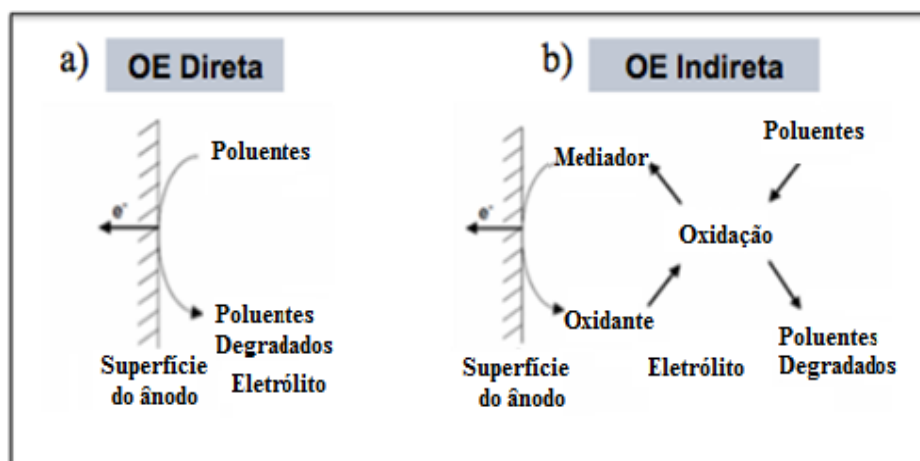 a) OE Direta
Poluentes
e-
Poluentes
Degradados
Superfície
do ânodo
Eletrólito
b) OE Indireta
Poluentes
Mediador
e-
Oxidação
Oxidante
Poluentes
Degradados
Superfície
do ânodo
Eletrólito